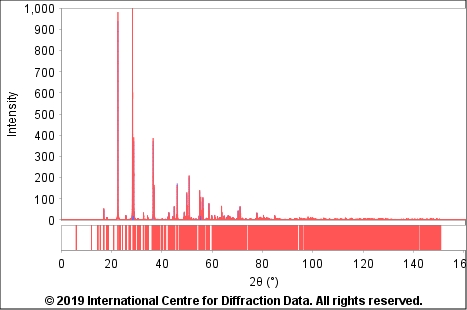 1,000
900
800
700
600
500
400
300
200
100
0
Intensity
0 20 40 60 80 100 120 140 16
2θ (°)
© 2019 International Centre for Diffraction Data. All rights reserved.